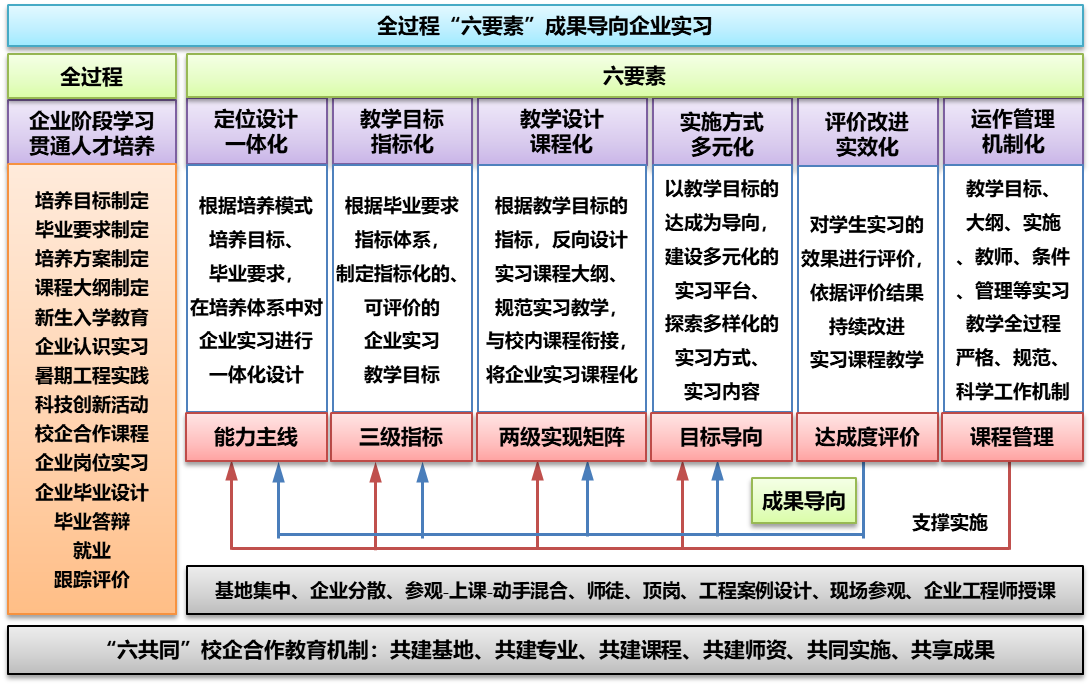 全过程“六要素”成果导向企业实习
全过程
企业阶段学习
贯通人才培养
培养目标制定
毕业要求制定
培养方案制定
课程大纲制定
新生入学教育
企业认识实习
暑期工程实践
科技创新活动
校企合作课程
企业岗位实习
企业毕业设计
毕业答辩
就业
跟踪评价
六要素
定位设计
一体化
根据培养模式
培养目标、
毕业要求，
在培养体系中对
企业实习进行
一体化设计
能力主线
教学目标
指标化
根据毕业要求
指标体系，
制定指标化的、
可评价的
企业实习
教学目标
三级指标
教学设计
课程化
根据教学目标的
指标，反向设计
实习课程大纲、
规范实习教学，
与校内课程衔接，
将企业实习课程化
两级实现矩阵
实施方式
多元化
以教学目标的
达成为导向，
建设多元化的
实习平台、
探索多样化的
实习方式、
实习内容
目标导向
评价改进
实效化
对学生实习的
效果进行评价，
依据评价结果
持续改进
实习课程教学
达成度评价
运作管理
机制化
教学目标、
大纲、实施
、教师、条件
、管理等实习
教学全过程
严格、规范、
科学工作机制
课程管理
成果导向
支撑实施
基地集中、企业分散、参观-上课-动手混合、师徒、顶岗、工程案例设计、现场参观、企业工程师授课
“六共同”校企合作教育机制：共建基地、共建专业、共建课程、共建师资、共同实施、共享成果